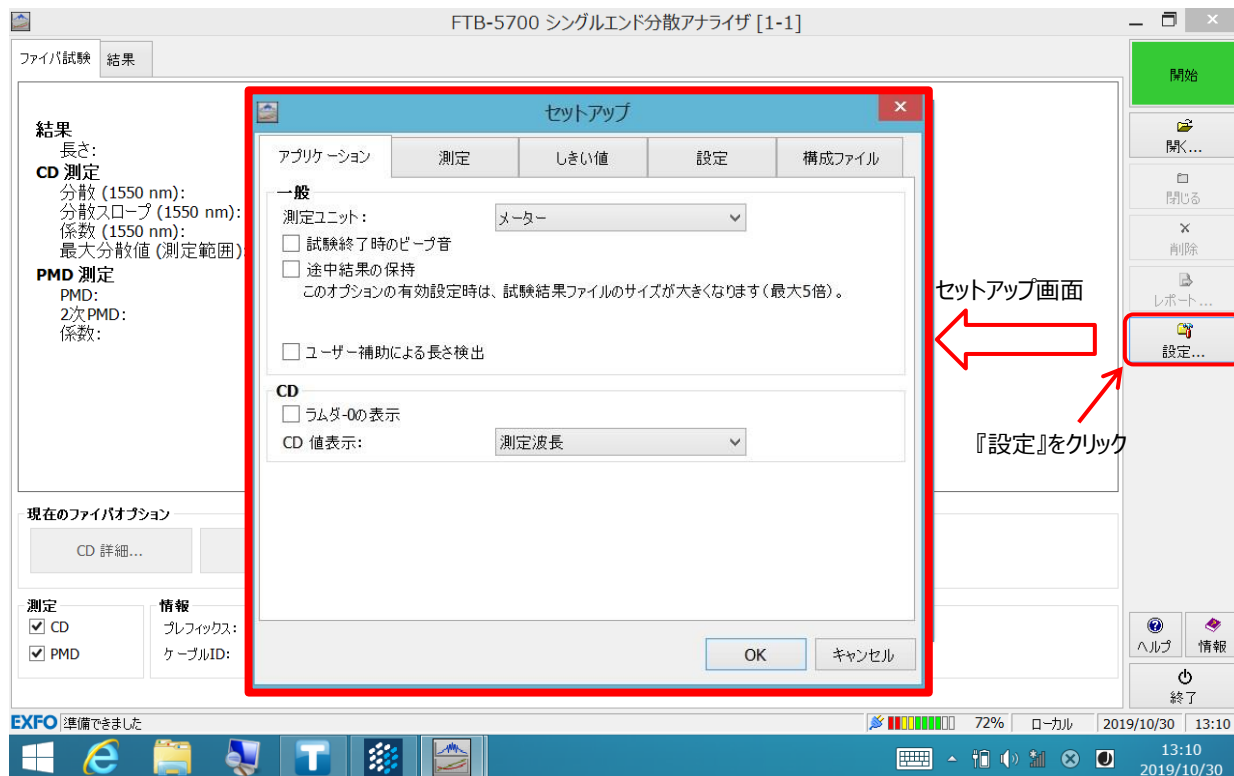 FTB-5700 シングルエンド分散アナライザ [1-1]
ファイバ試験
結果
結果
長さ:
CD 測定
分散 (1550 nm):
分散スロープ (1550 nm):
係数 (1550 nm):
最大分散値 (測定範囲):
PMD 測定
PMD:
2次PMD:
係数:
セットアップ
アプリケーション
測定
しきい値
設定
構成ファイル
一般
測定ユニット:
メーター
試験終了時のビープ音
途中結果の保持
このオプションの有効設定時は、試験結果ファイルのサイズが大きくなります(最大5倍)。
ユーザー補助による長さ検出
CD
ラムダ-0の表示
CD 値表示:
測定波長
OK
キャンセル
セットアップ画面
『設定』をクリック
開始
開く...
閉じる
削除
レポート...
設定...
現在のファイバオプション
CD 詳細...
測定
CD
PMD
情報
プレフィックス:
ケーブルID:
ヘルプ
情報
終了
EXFO 準備できました
72%
ローカル
2019/10/30
13:10
13:10
2019/10/30